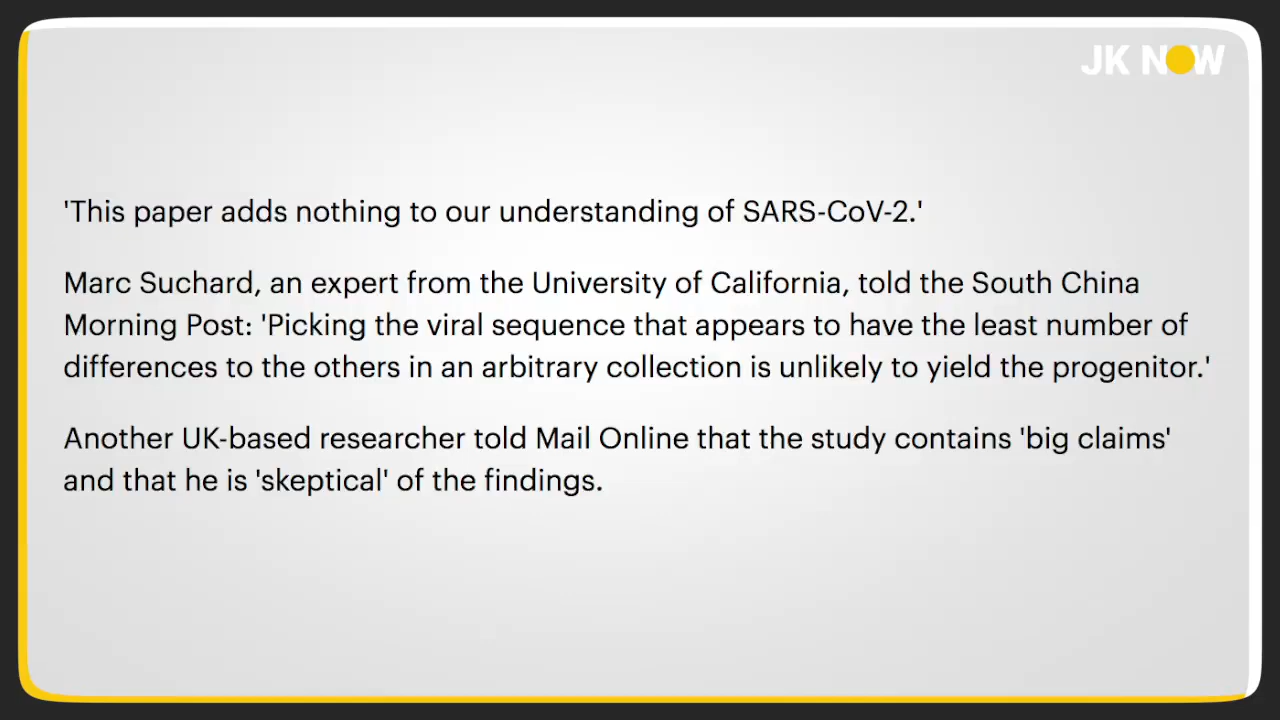 JK NOW
'This paper adds nothing to our understanding of SARS-CoV-2.'
Marc Suchard, an expert from the University of California, told the South China
Morning Post: 'Picking the viral sequence that appears to have the least number of
differences to the others in an arbitrary collection is unlikely to yield the progenitor.'
Another UK-based researcher told Mail Online that the study contains 'big claims'
and that he is 'skeptical' of the findings.